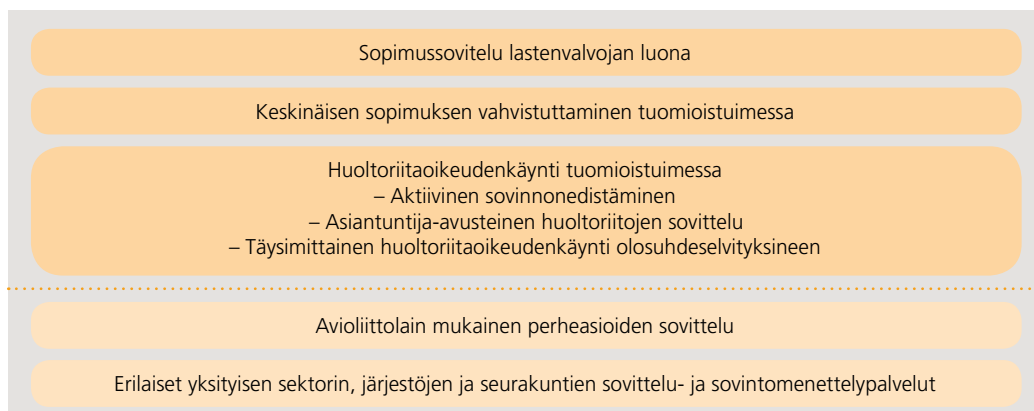 Sopimussovitelu lastenvalvojan luona
Keskinäisen sopimuksen vahvistuttaminen tuomioistuimessa
Huoltoriitaoikeudenkäynti tuomioistuimessa
– Aktiivinen sovinnonedistäminen
– Asiantuntija-avusteinen huoltoriitojen sovittelu
– Täysimittainen huoltoriitaoikeudenkäynti olosuhdeselvityksineen
Avioliittolain mukainen perheasioiden sovittelu
Erilaiset yksityisen sektorin, järjestöjen ja seurakuntien sovittelu- ja sovintomenettelypalvelut